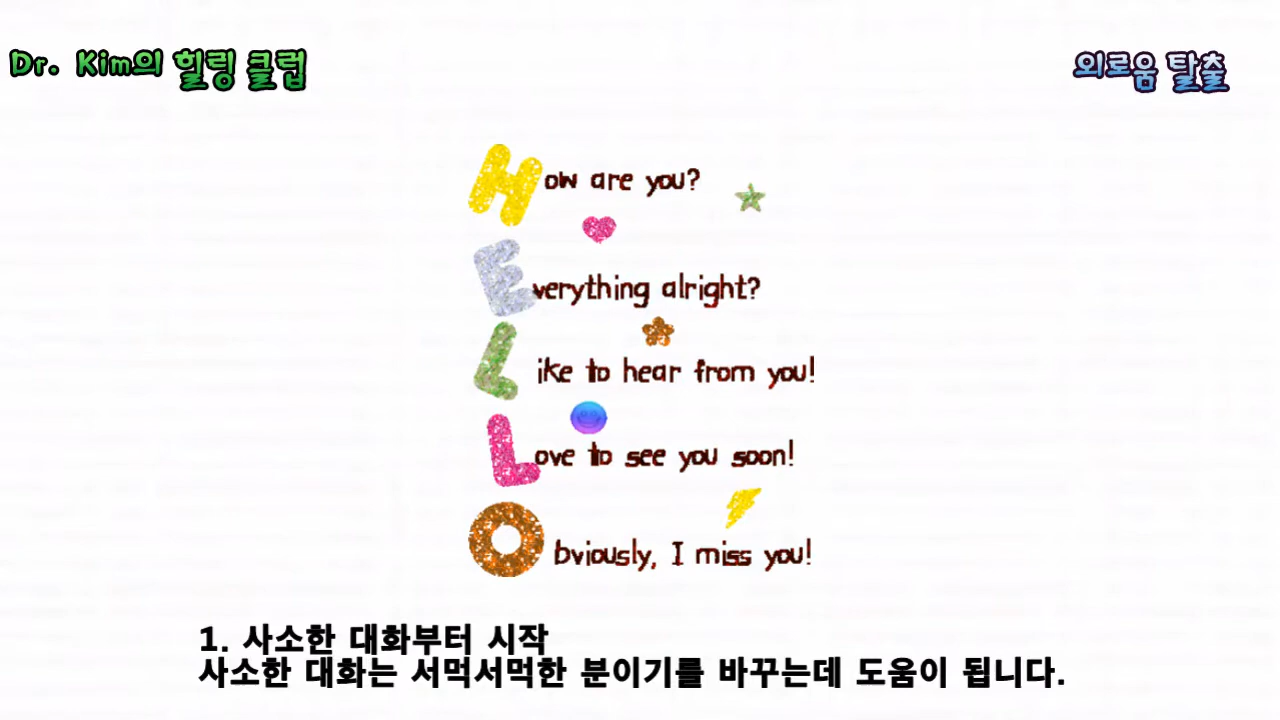 Dr. Kim의 힐링 클럽
외로움 탈출
How are you?
Everything alright?
Like to hear from you!
Love to see you soon!
Obviously, I miss you!
1. 사소한 대화부터 시작
사소한 대화는 서먹서먹한 분이기를 바꾸는데 도움이 됩니다.